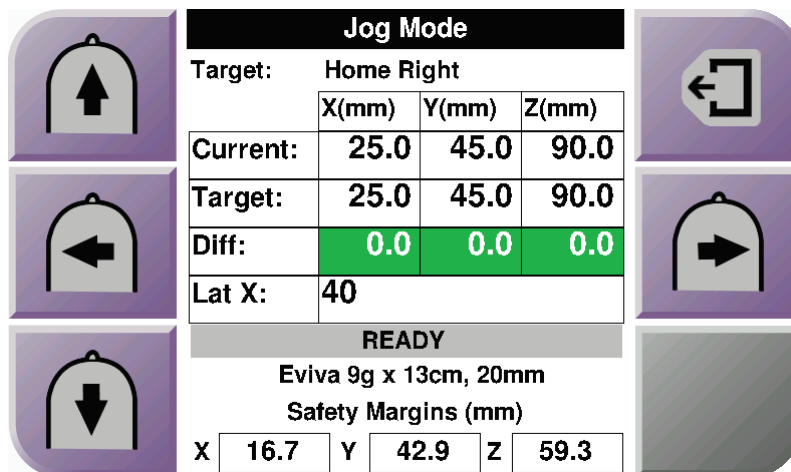 Jog Mode
Target: Home Right
X(mm) Y(mm) Z(mm)
Current: 25.0 45.0 90.0
Target: 25.0 45.0 90.0
Diff: 0.0 0.0 0.0
Lat X: 40
READY
Eviva 9g x 13cm, 20mm
Safety Margins (mm)
X 16.7 Y 42.9 Z 59.3